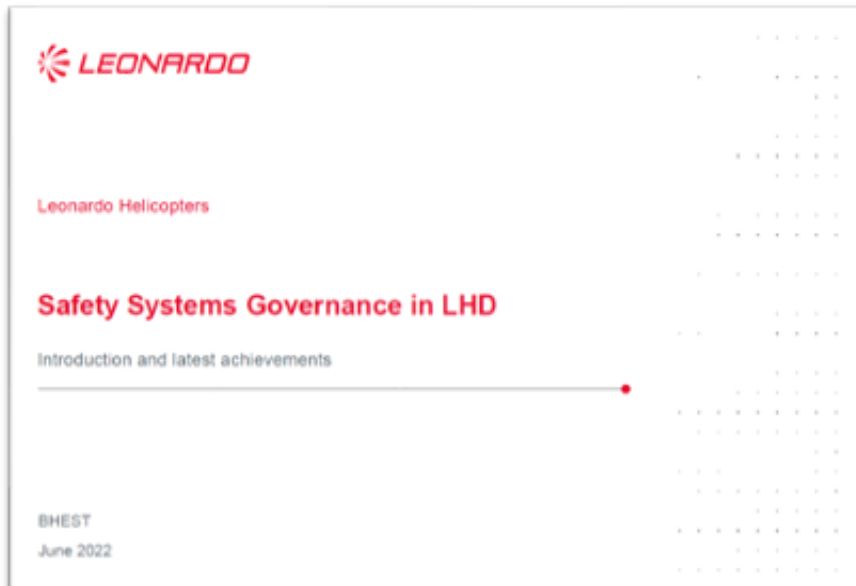 LEONARDO
Leonardo Helicopters
Safety Systems Governance in LHD
Introduction and latest achievements
BHEST
June 2022